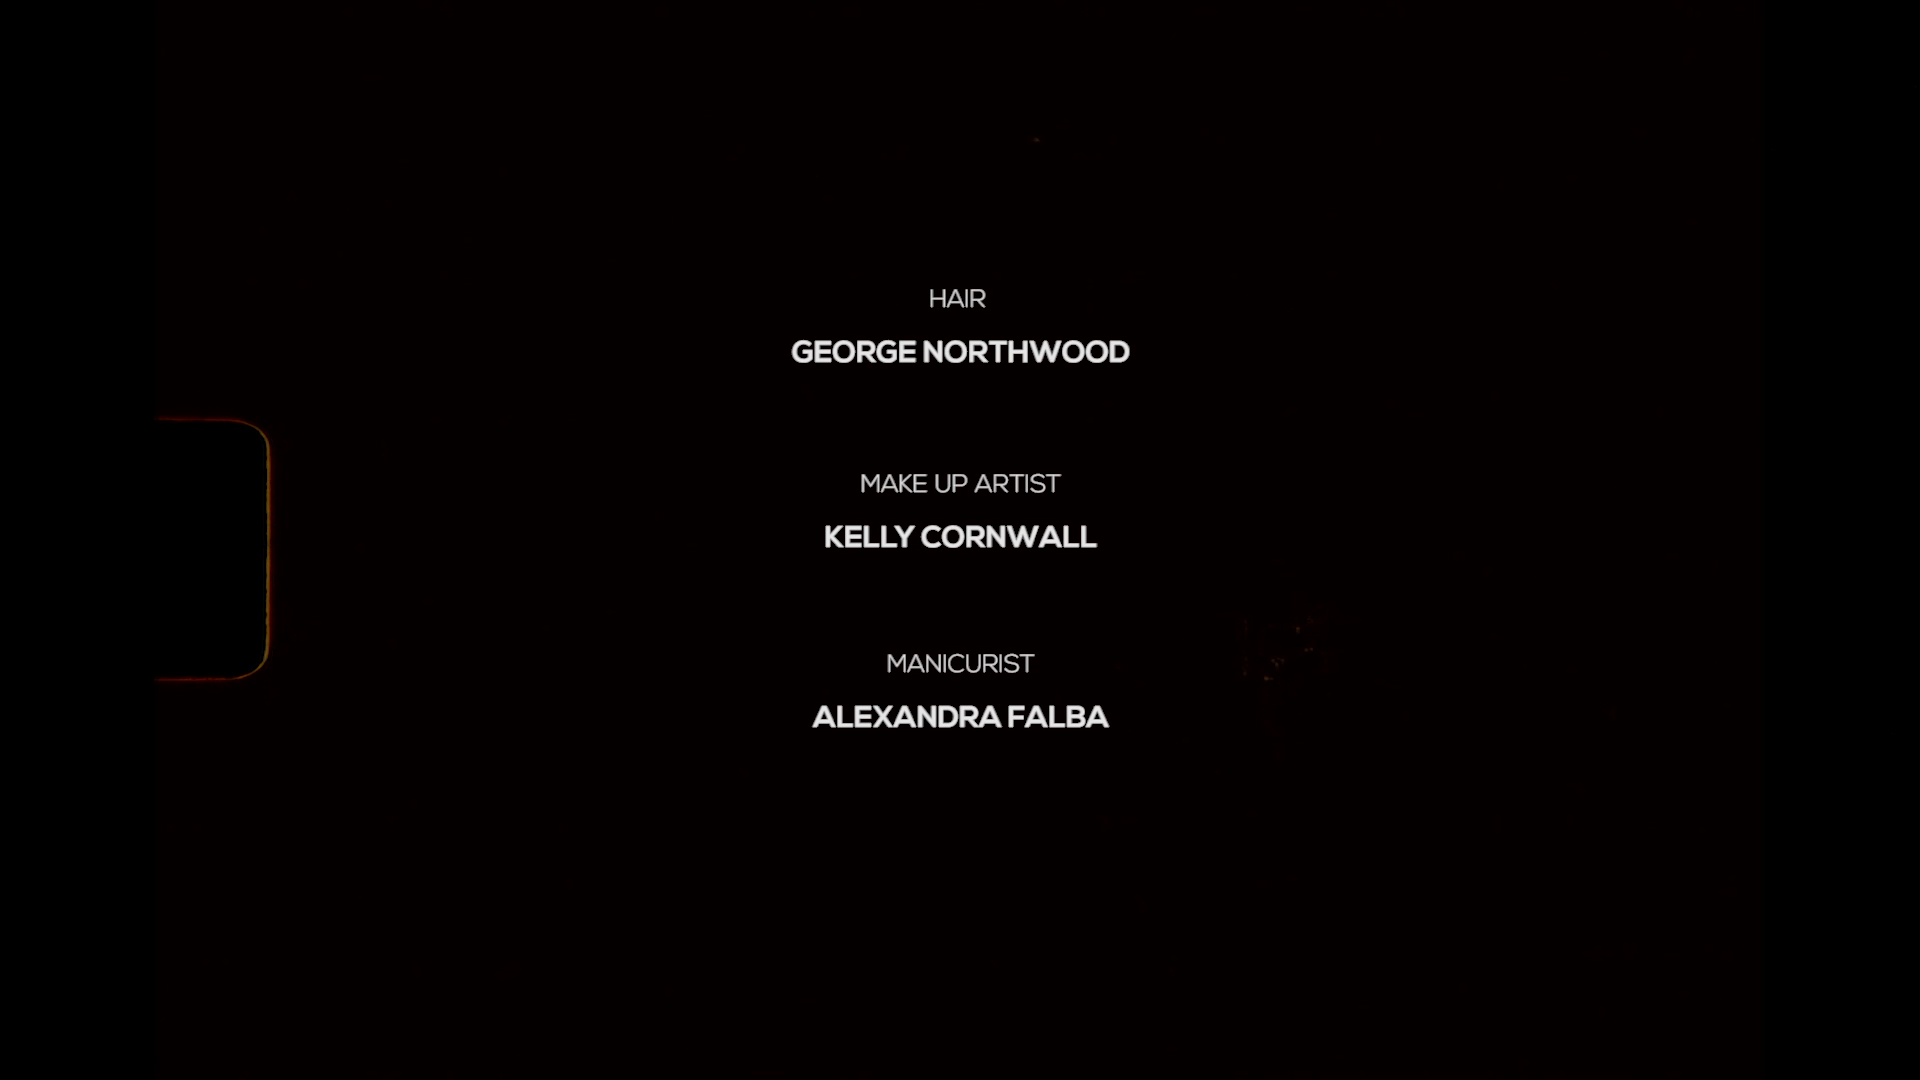 HAIR
GEORGE NORTHWOOD
MAKE UP ARTIST
KELLY CORNWALL
MANICURIST
ALEXANDRA FALBA